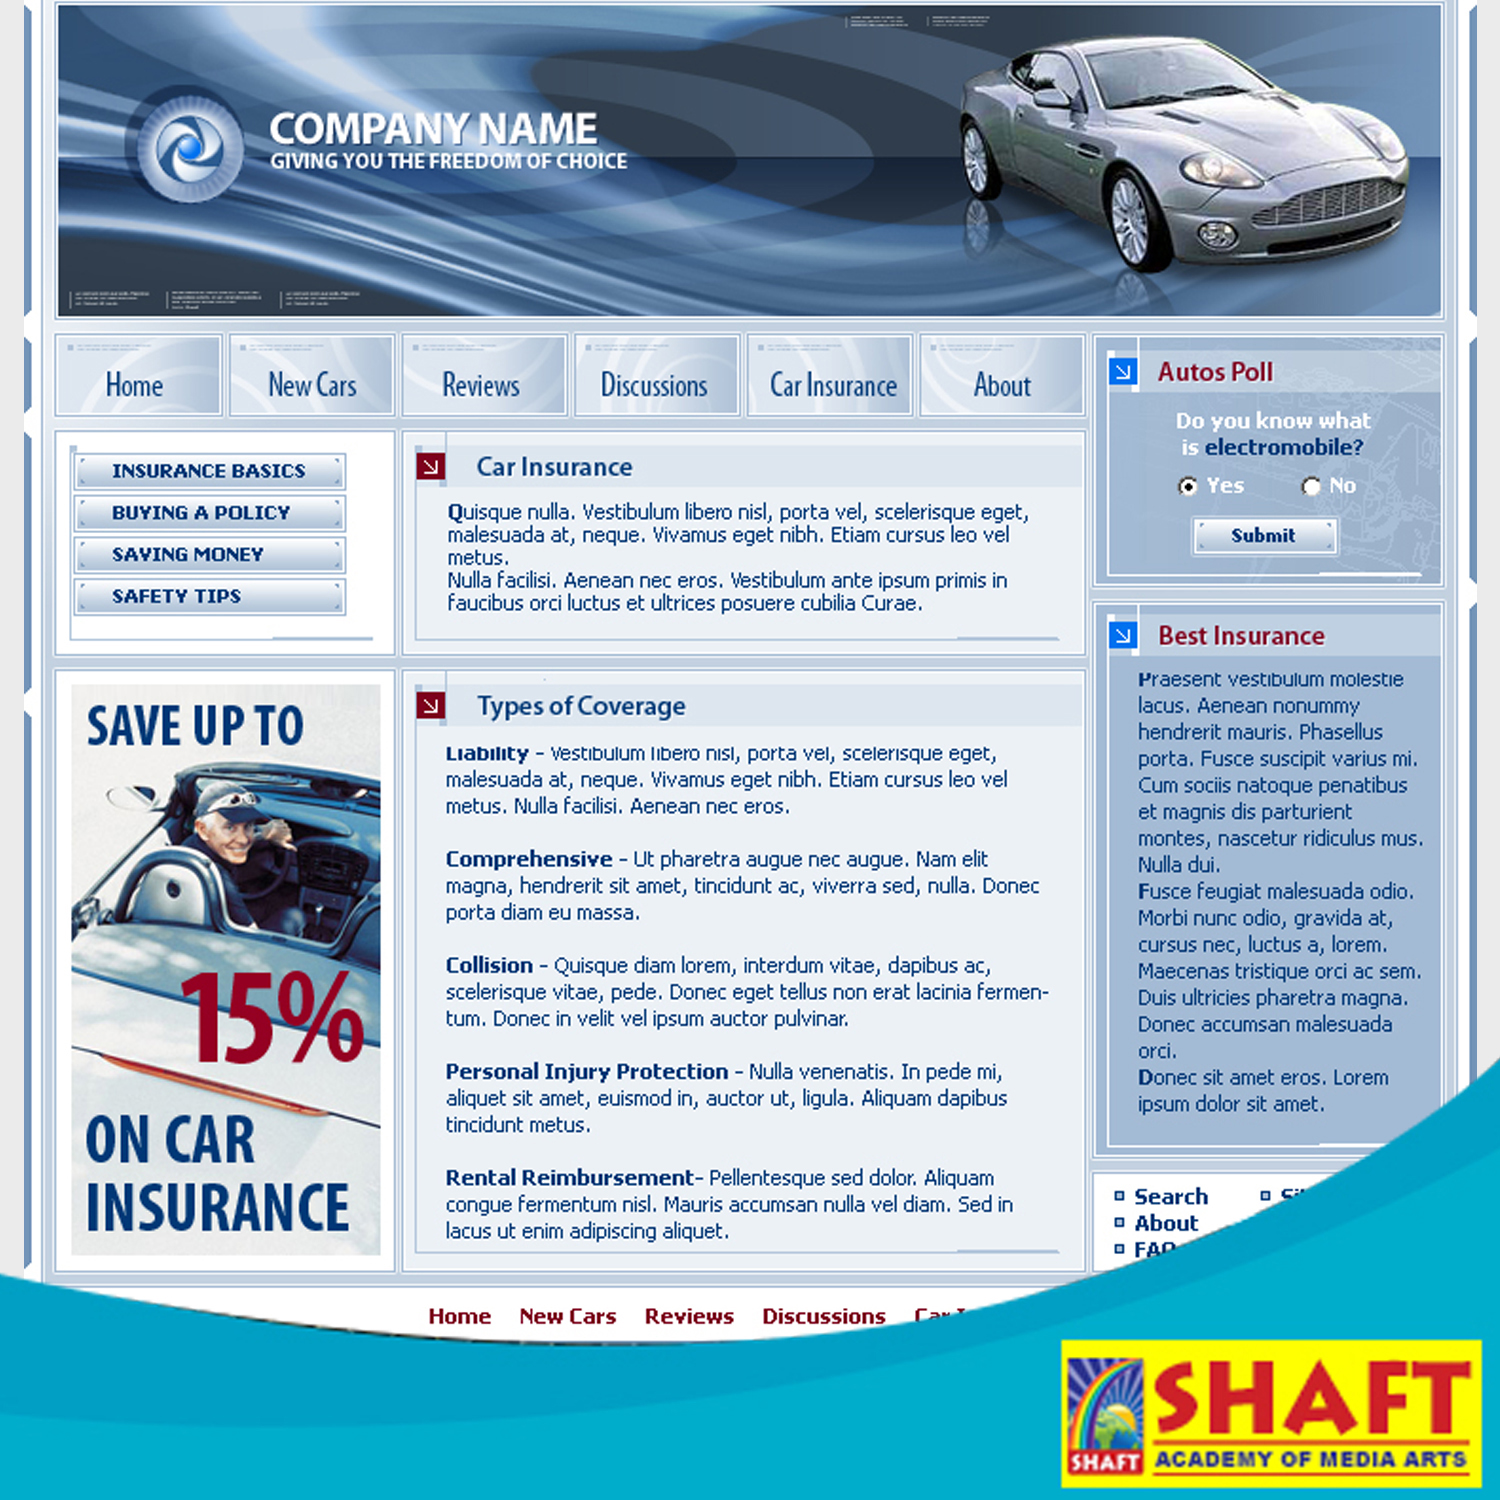 COMPANY NAME
GIVING YOU THE FREEDOM OF CHOICE
Home
New Cars
Reviews
Discussions
Car Insurance
About
INSURANCE BASICS
BUYING A POLICY
SAVING MONEY
SAFETY TIPS
Car Insurance
Quisque nulla. Vestibulum libero nisl, porta vel, scelerisque eget,
malesuada at, neque. Vivamus eget nibh. Etiam cursus leo vel
metus.
Nulla facilisi. Aenean nec eros. Vestibulum ante ipsum primis in
faucibus orci luctus et ultrices posuere cubilia Curae.
Autos Poll
Do you know what
is electromobile?
Yes
No
Submit
SAVE UP TO
15%
ON CAR
INSURANCE
Types of Coverage
Liability - Vestibulum libero nisl, porta vel, scelerisque eget,
malesuada at, neque. Vivamus eget nibh. Etiam cursus leo vel
metus. Nulla facilisi. Aenean nec eros.
Comprehensive - Ut pharetra augue nec augue. Nam elit
magna, hendrerit sit amet, tincidunt ac, viverra sed, nulla. Donec
porta diam eu massa.
Collision - Quisque diam lorem, interdum vitae, dapibus ac,
scelerisque vitae, pede. Donec eget tellus non erat lacinia fermen-
tum. Donec in velit vel ipsum auctor pulvinar.
Personal Injury Protection - Nulla venenatis. In pede mi,
aliquet sit amet, euismod in, auctor ut, ligula. Aliquam dapibus
tincidunt metus.
Rental Reimbursement- Pellentesque sed dolor. Aliquam
congue fermentum nisl. Mauris accumsan nulla vel diam. Sed in
lacus ut enim adipiscing aliquet.
Best Insurance
Praesent vestibulum molestie
lacus. Aenean nonummy
hendrerit mauris. Phasellus
porta. Fusce suscipit varius mi.
Cum sociis natoque penatibus
et magnis dis parturient
montes, nascetur ridiculus mus.
Nulla dui.
Fusce feugiat malesuada odio.
Morbi nunc odio, gravida at,
cursus nec, luctus a, lorem.
Maecenas tristique orci ac sem.
Duis ultricies pharetra magna.
Donec accumsan malesuada
orci.
Donec sit amet eros. Lorem
ipsum dolor sit amet.
Search
About
FAQ
Home
New Cars
Reviews
Discussions
Car
SHAFT
SHAFT
ACADEMY OF MEDIA ARTS